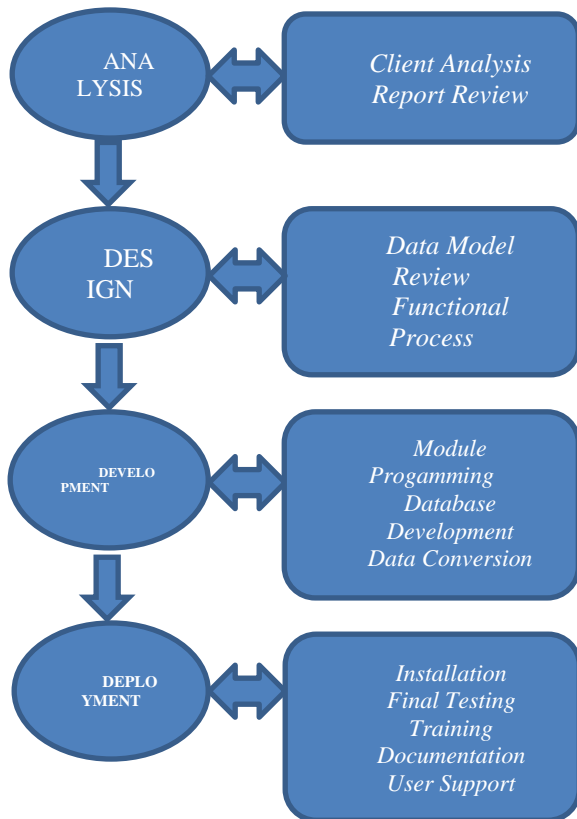 ANA
LYSIS
Client Analysis
Report Review
DES
IGN
Data Model
Review
Functional
Process
DEVELO
PMENT
Module
Progamming
Database
Development
Data Conversion
DEPLO
YMENT
Installation
Final Testing
Training
Documentation
User Support